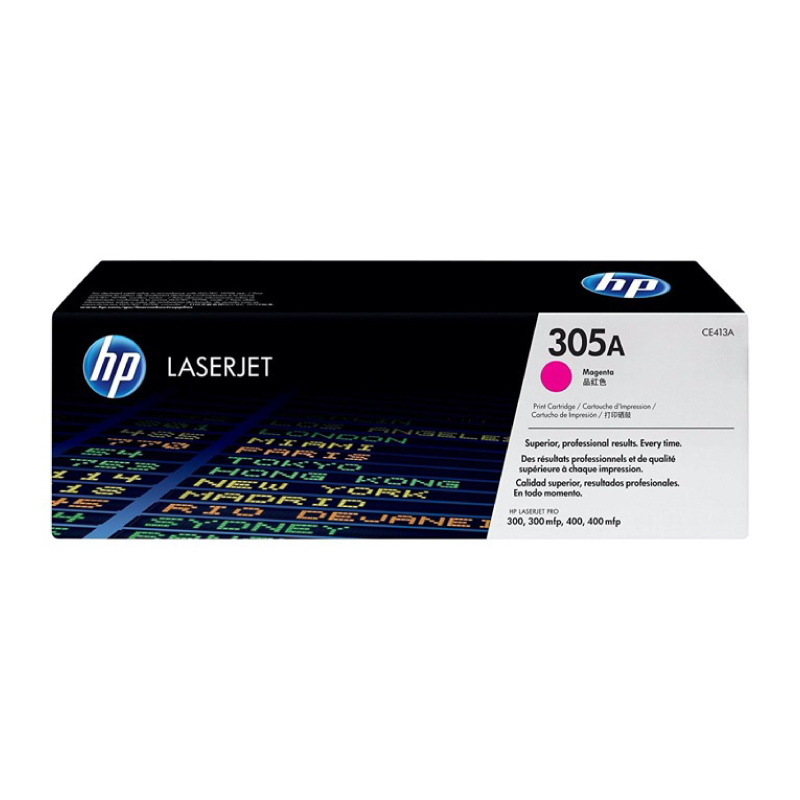 hp
hp
LASERJET
305A
CE413A
Magenta
品紅色
Print Cartridge / Cartouche d'impression /
Cartucho de Impresión / 打印硒鼓
Superior, professional results. Every time.
Des résultats professionnels et de qualité
supérieure à chaque impression.
Calidad superior, resultados profesionales.
En todo momento.
HP LASERJET PRO
300, 300 mfp, 400, 400 mfp
ANGELES
LONDON
MIAMI
PARIS
TOKYO
HONG KONG
NEW YORK
MADRID
RIO DE JANEI
SYDNEY